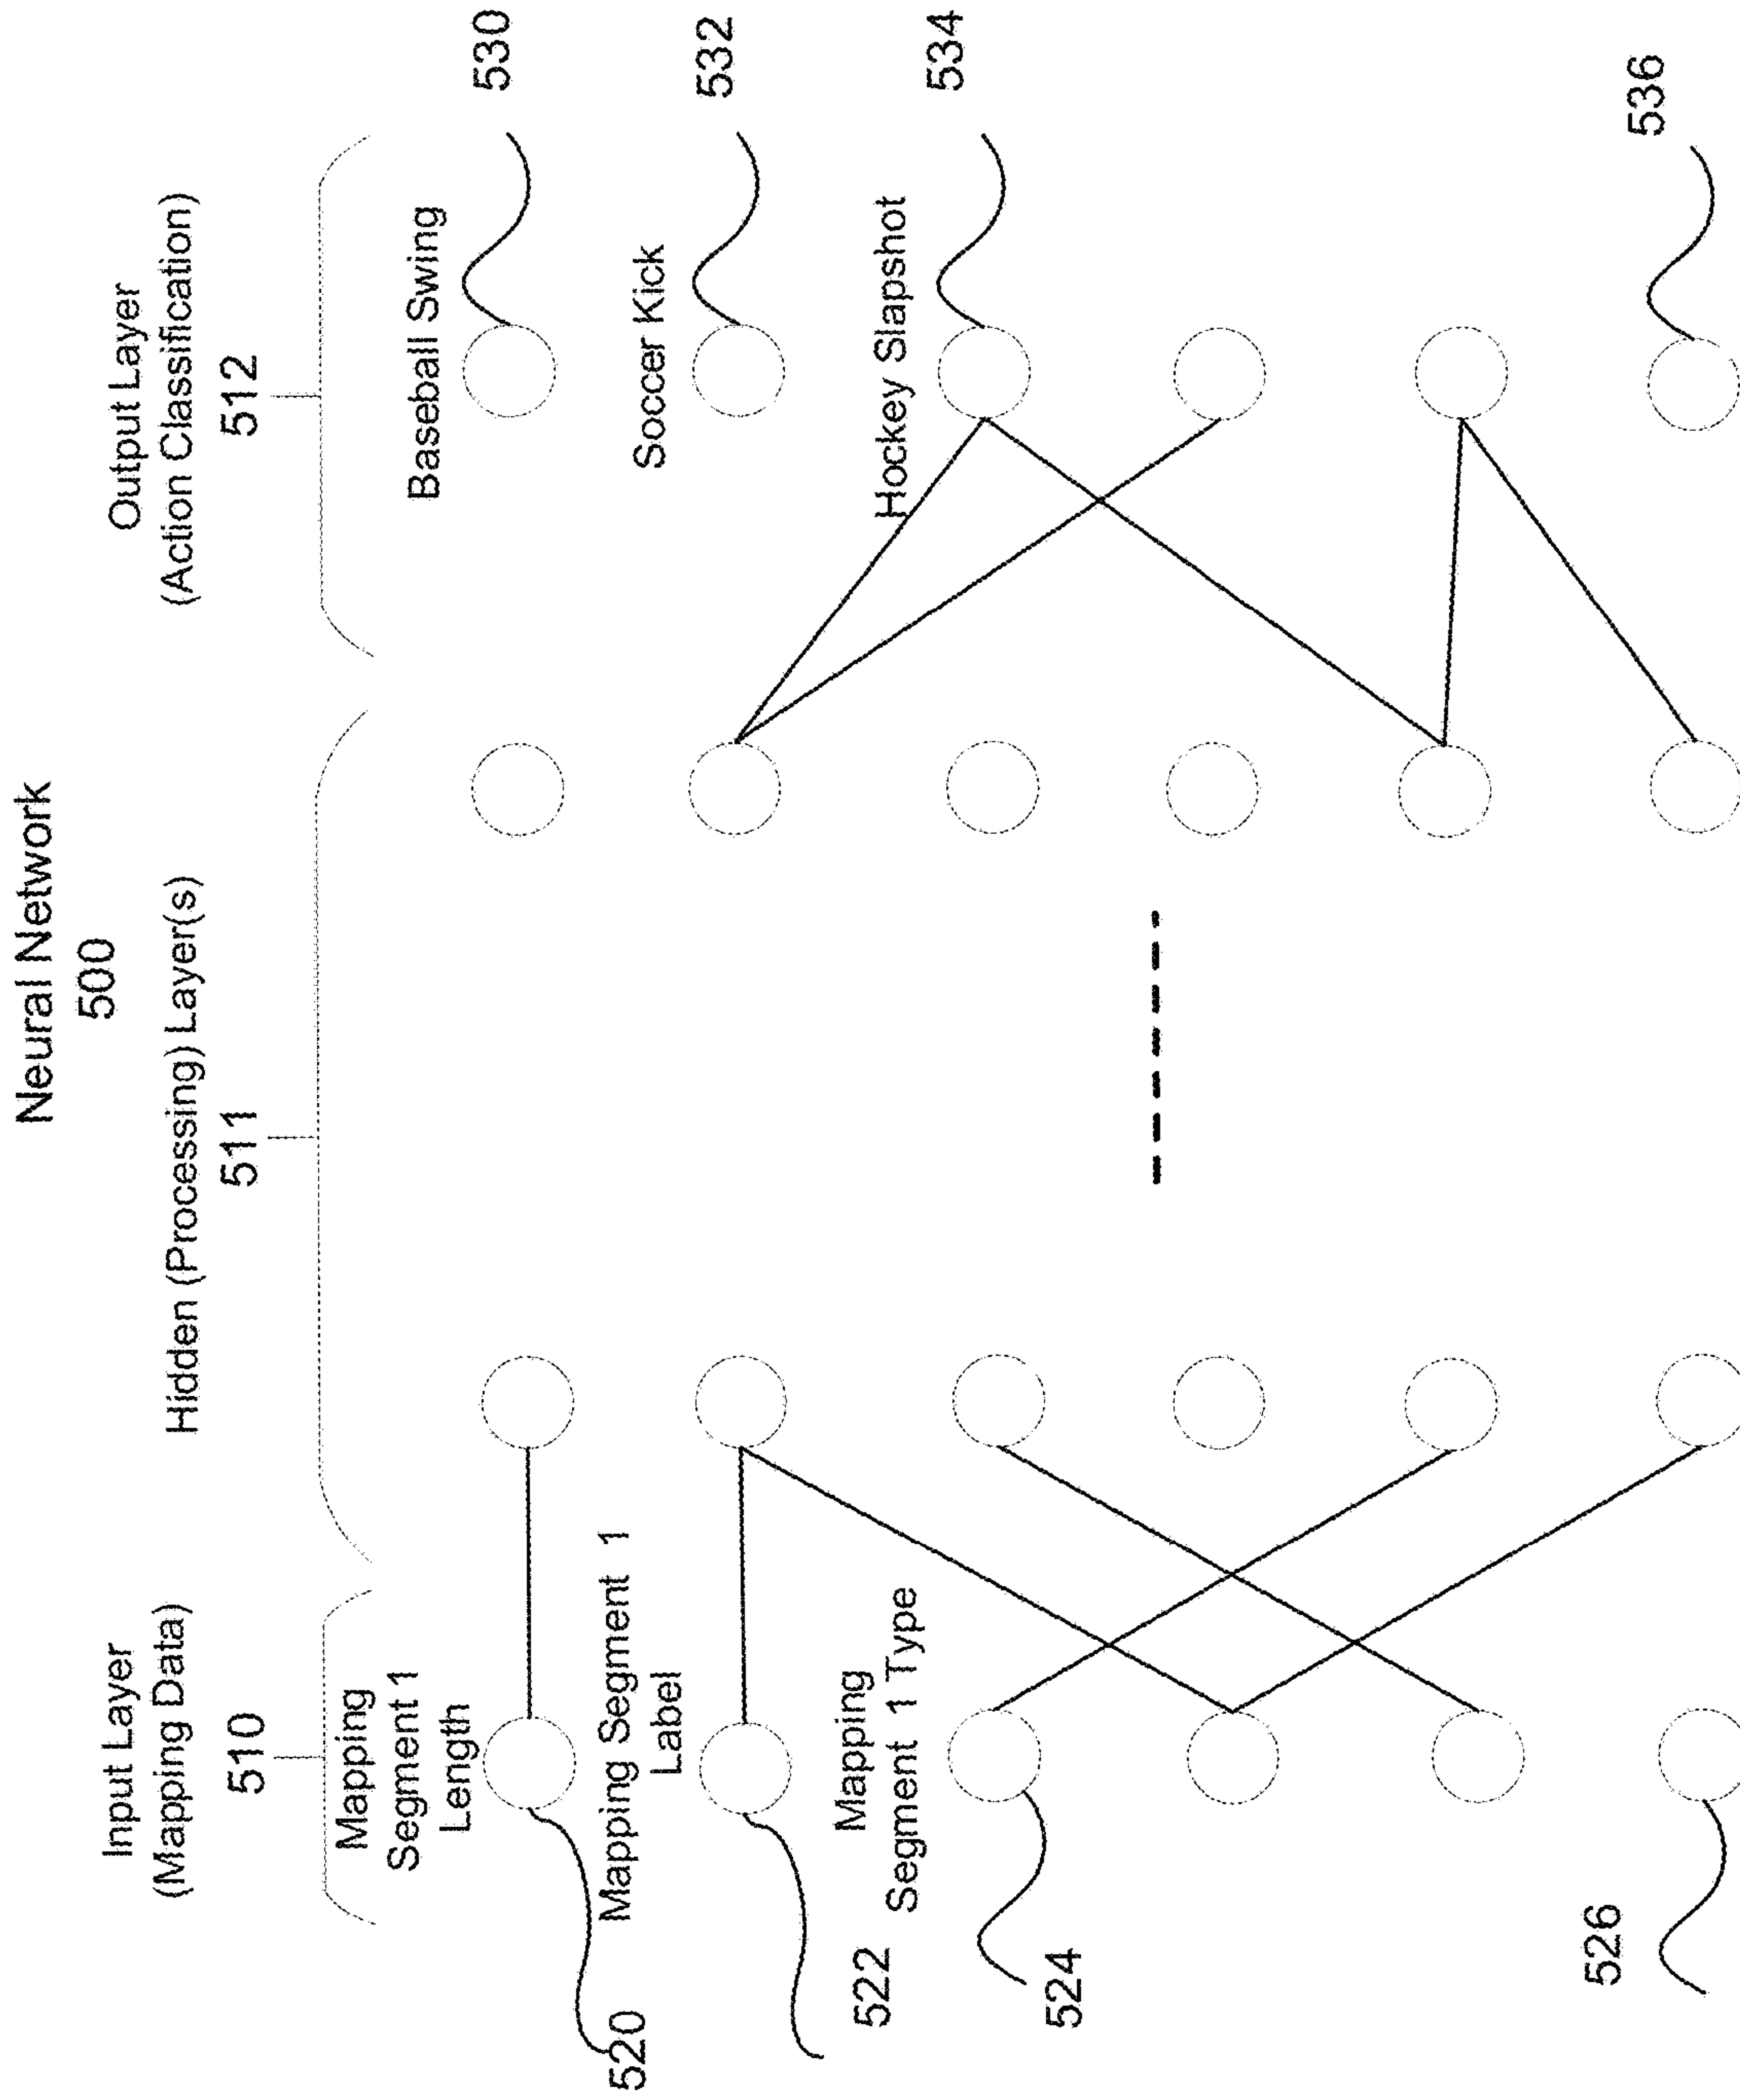 Neural Network
500
Input Layer
(Mapping Data)
510
Hidden (Processing) Layer(s)
511
Output Layer
(Action Classification)
512
Mapping
Segment 1
Length
520
Mapping Segment 1
Label
522
Mapping
Segment 1 Type
524
526
Baseball Swing
530
Soccer Kick
532
Hockey Slapshot
534
536